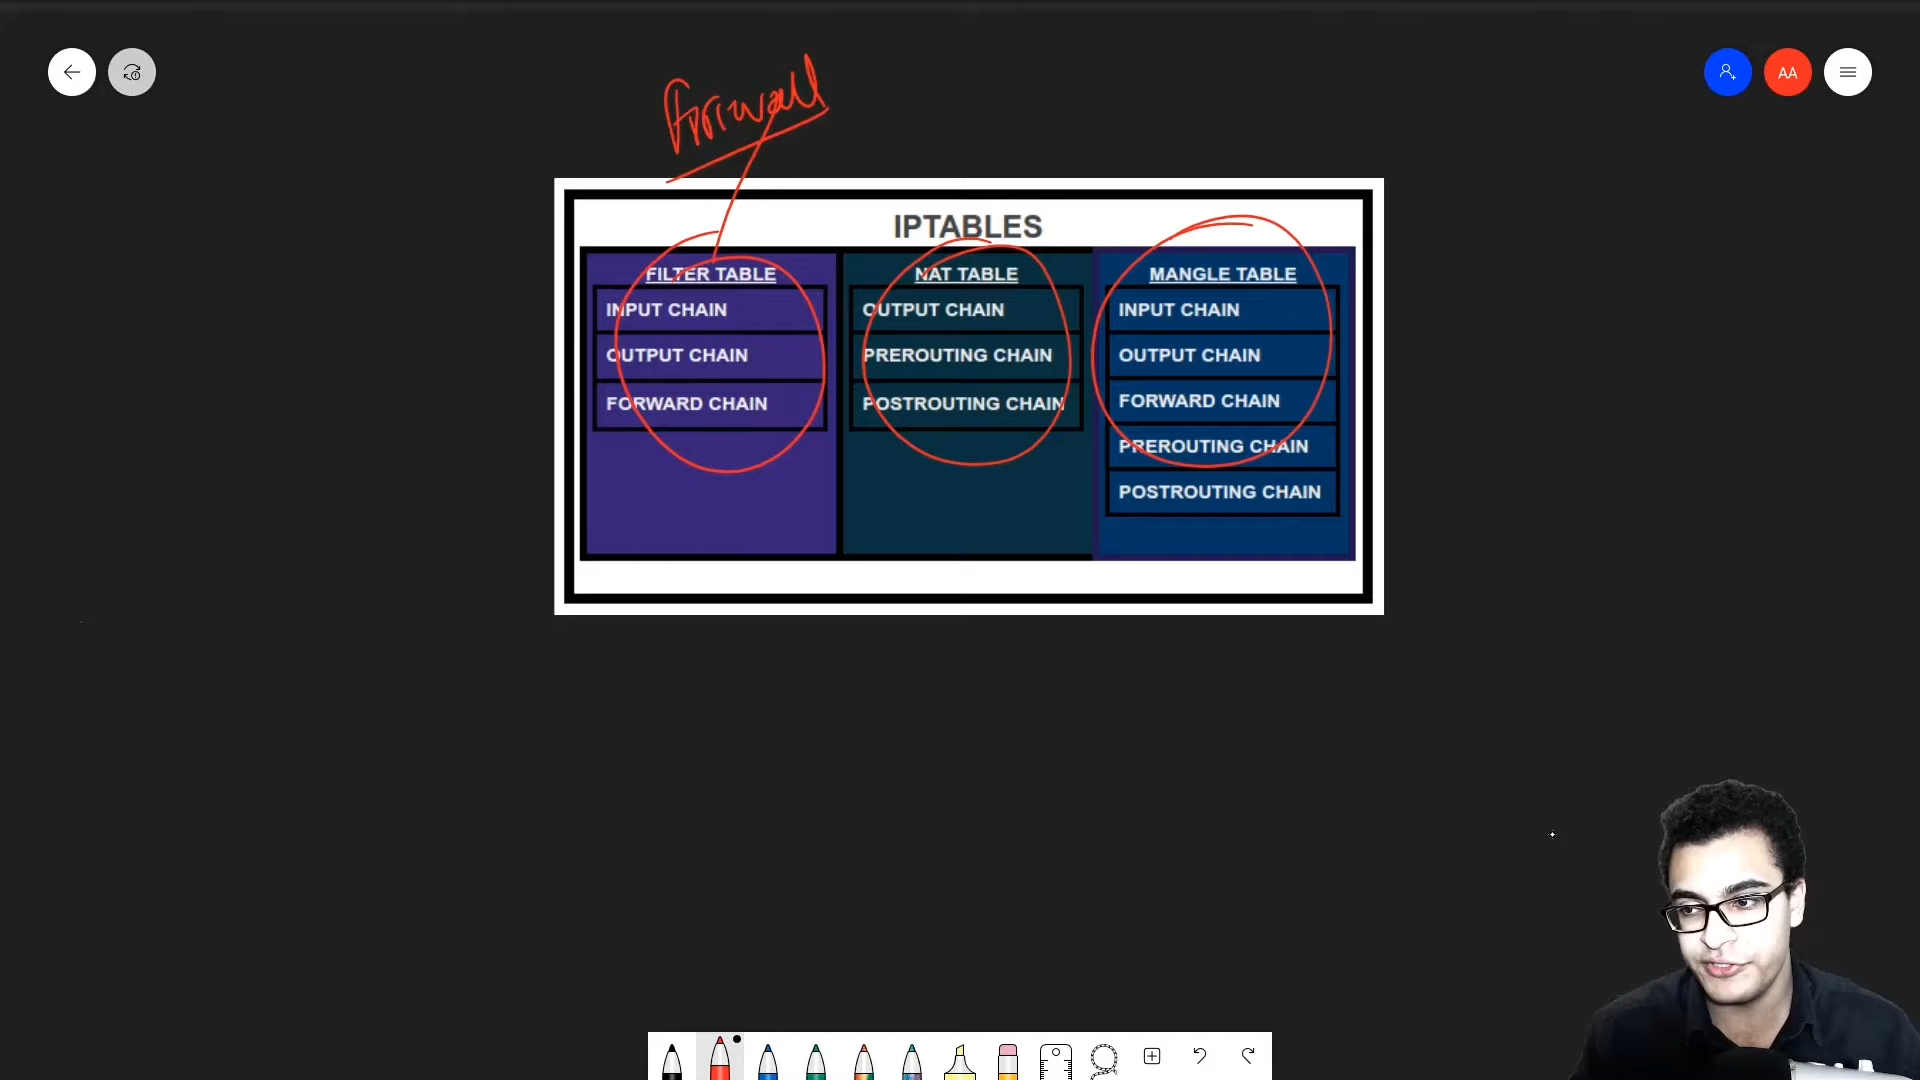 AA
Firewall
IPTABLES
FILTER TABLE
INPUT CHAIN
OUTPUT CHAIN
FORWARD CHAIN
NAT TABLE
OUTPUT CHAIN
PREROUTING CHAIN
POSTROUTING CHAIN
MANGLE TABLE
INPUT CHAIN
OUTPUT CHAIN
FORWARD CHAIN
PREROUTING CHAIN
POSTROUTING CHAIN